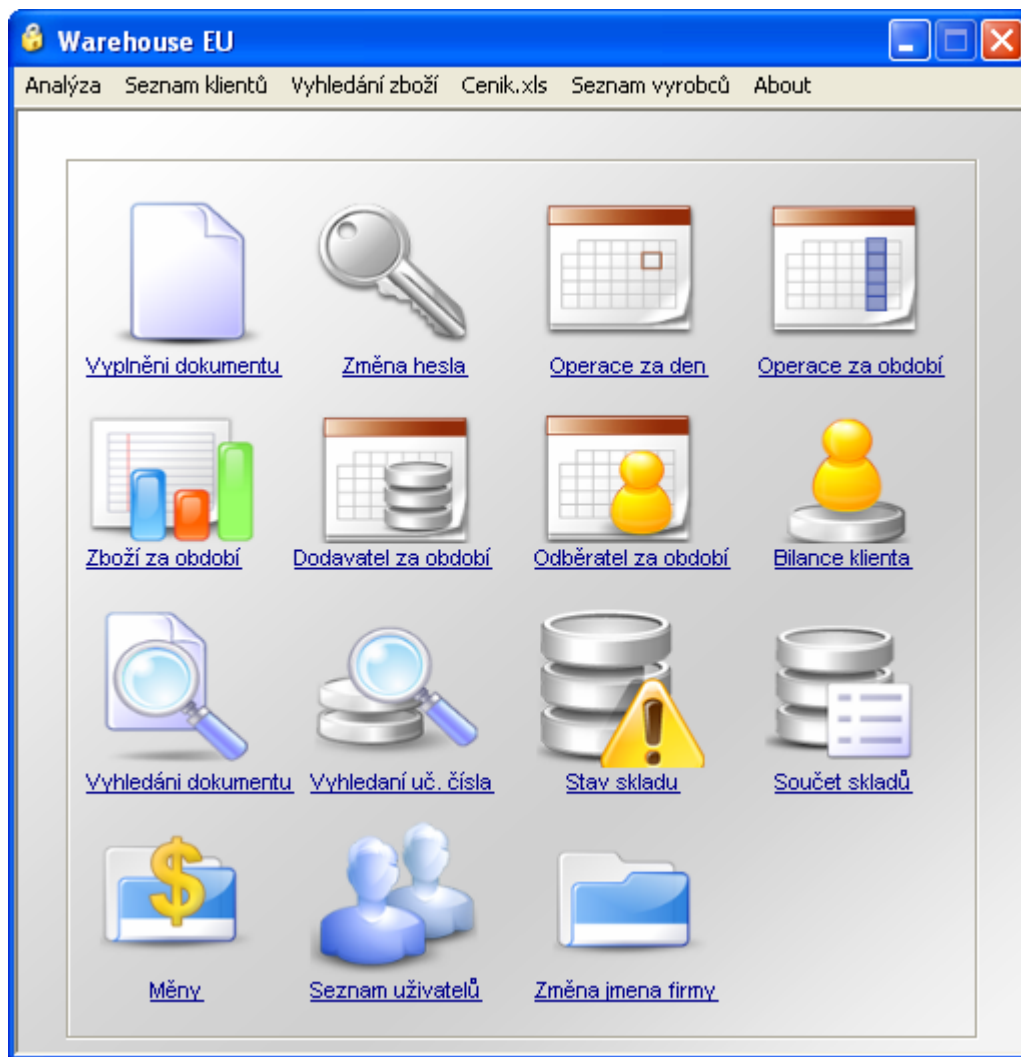 Warehouse EU
Analýza Seznam klientů Vyhledání zboží Cenik.xls Seznam vyrobců About
Vyplněni dokumentu Změna hesla Operace za den Operace za období
Zboží za období Dodavatel za období Odběratel za období Bilance klienta
Vyhledáni dokumentu Vyhledaní uč. čísla Stav skladu Součet skladů
Měny Seznam uživatelů Změna jmena firmy